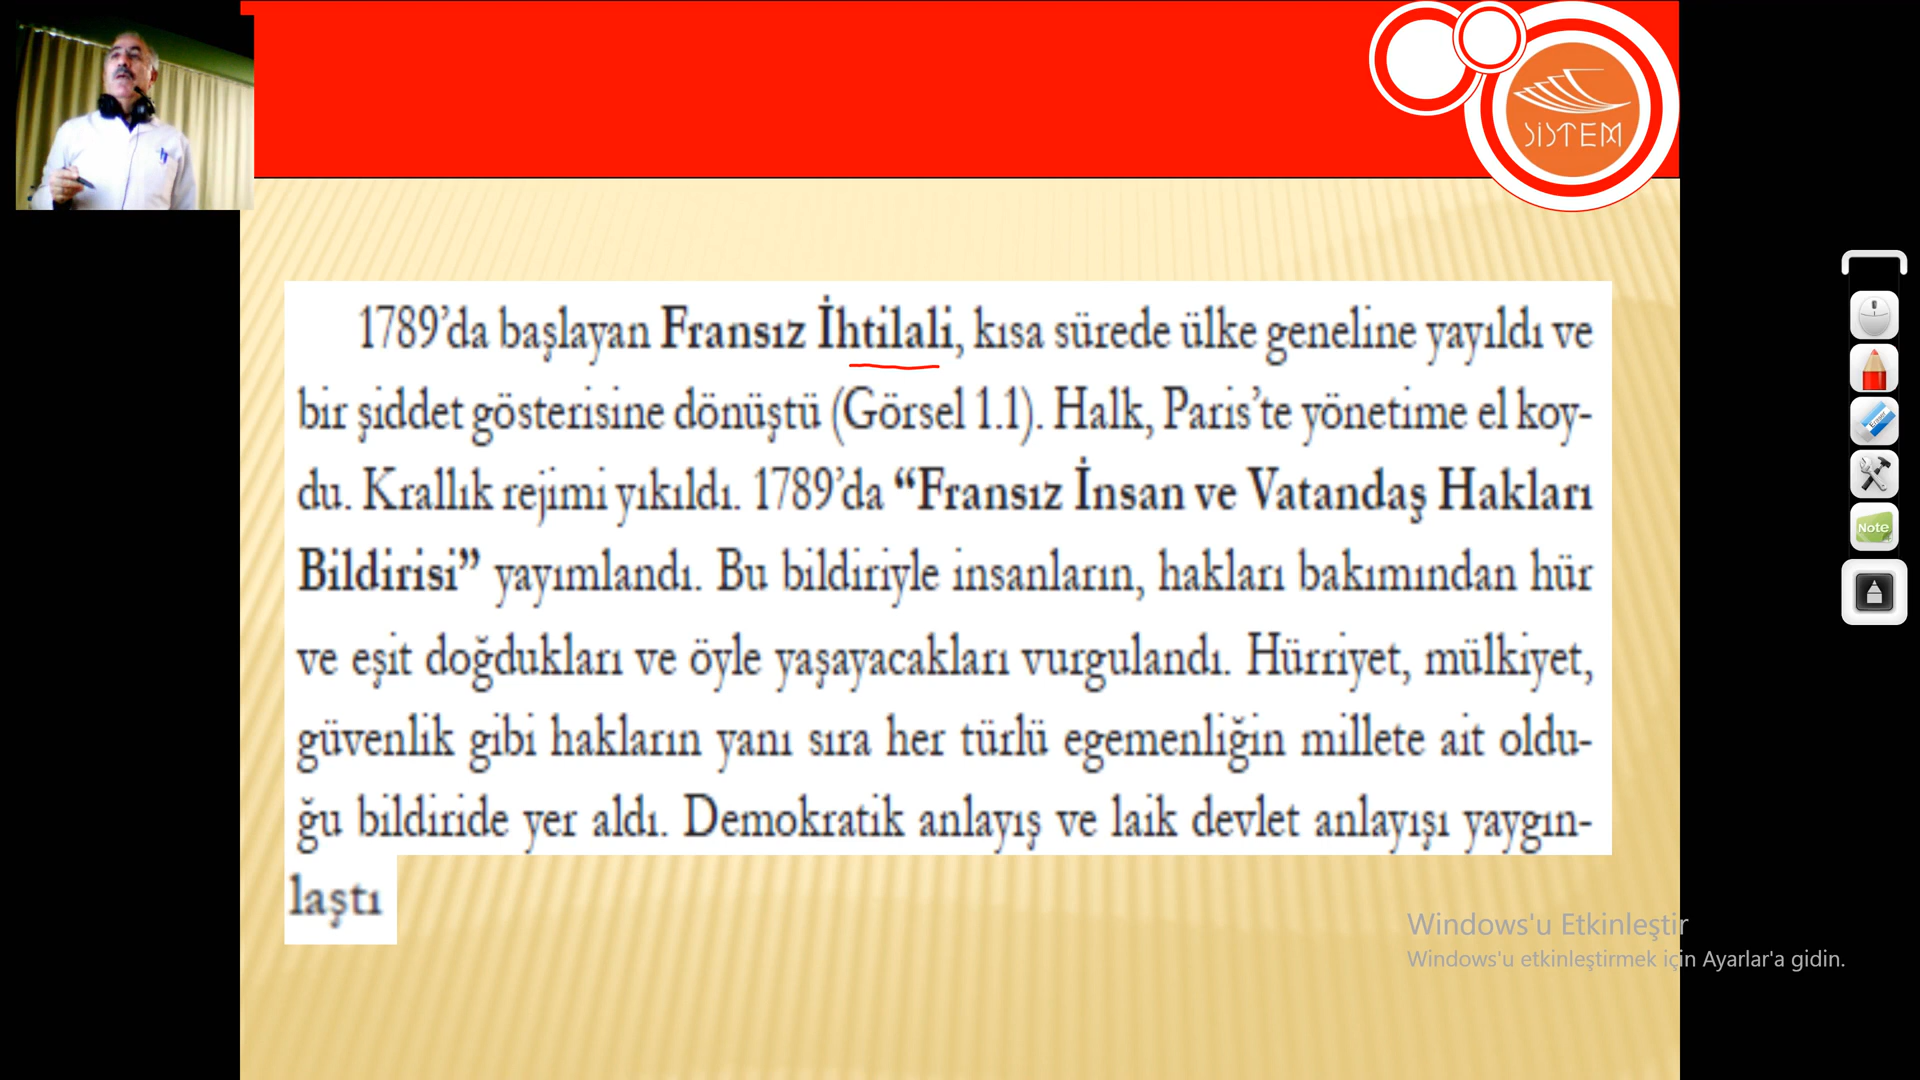 SİSTEM
1789’da başlayan Fransız İhtilali, kısa sürede ülke geneline yayıldı ve
bir şiddet gösterisine dönüştü (Görsel 1.1). Halk, Paris’te yönetime el koy-
du. Krallık rejimi yıkıldı. 1789’da “Fransız İnsan ve Vatandaş Hakları
Bildirisi” yayımlandı. Bu bildiriyle insanların, hakları bakımından hür
ve eşit doğdukları ve öyle yaşayacakları vurgulandı. Hürriyet, mülkiyet,
güvenlik gibi hakların yanı sıra her türlü egemenliğin millete ait oldu-
ğu bildiride yer aldı. Demokratik anlayış ve laik devlet anlayışı yaygın-
laştı
Note
Windows'u Etkinleştir
Windows'u etkinleştirmek için Ayarlar'a gidin.